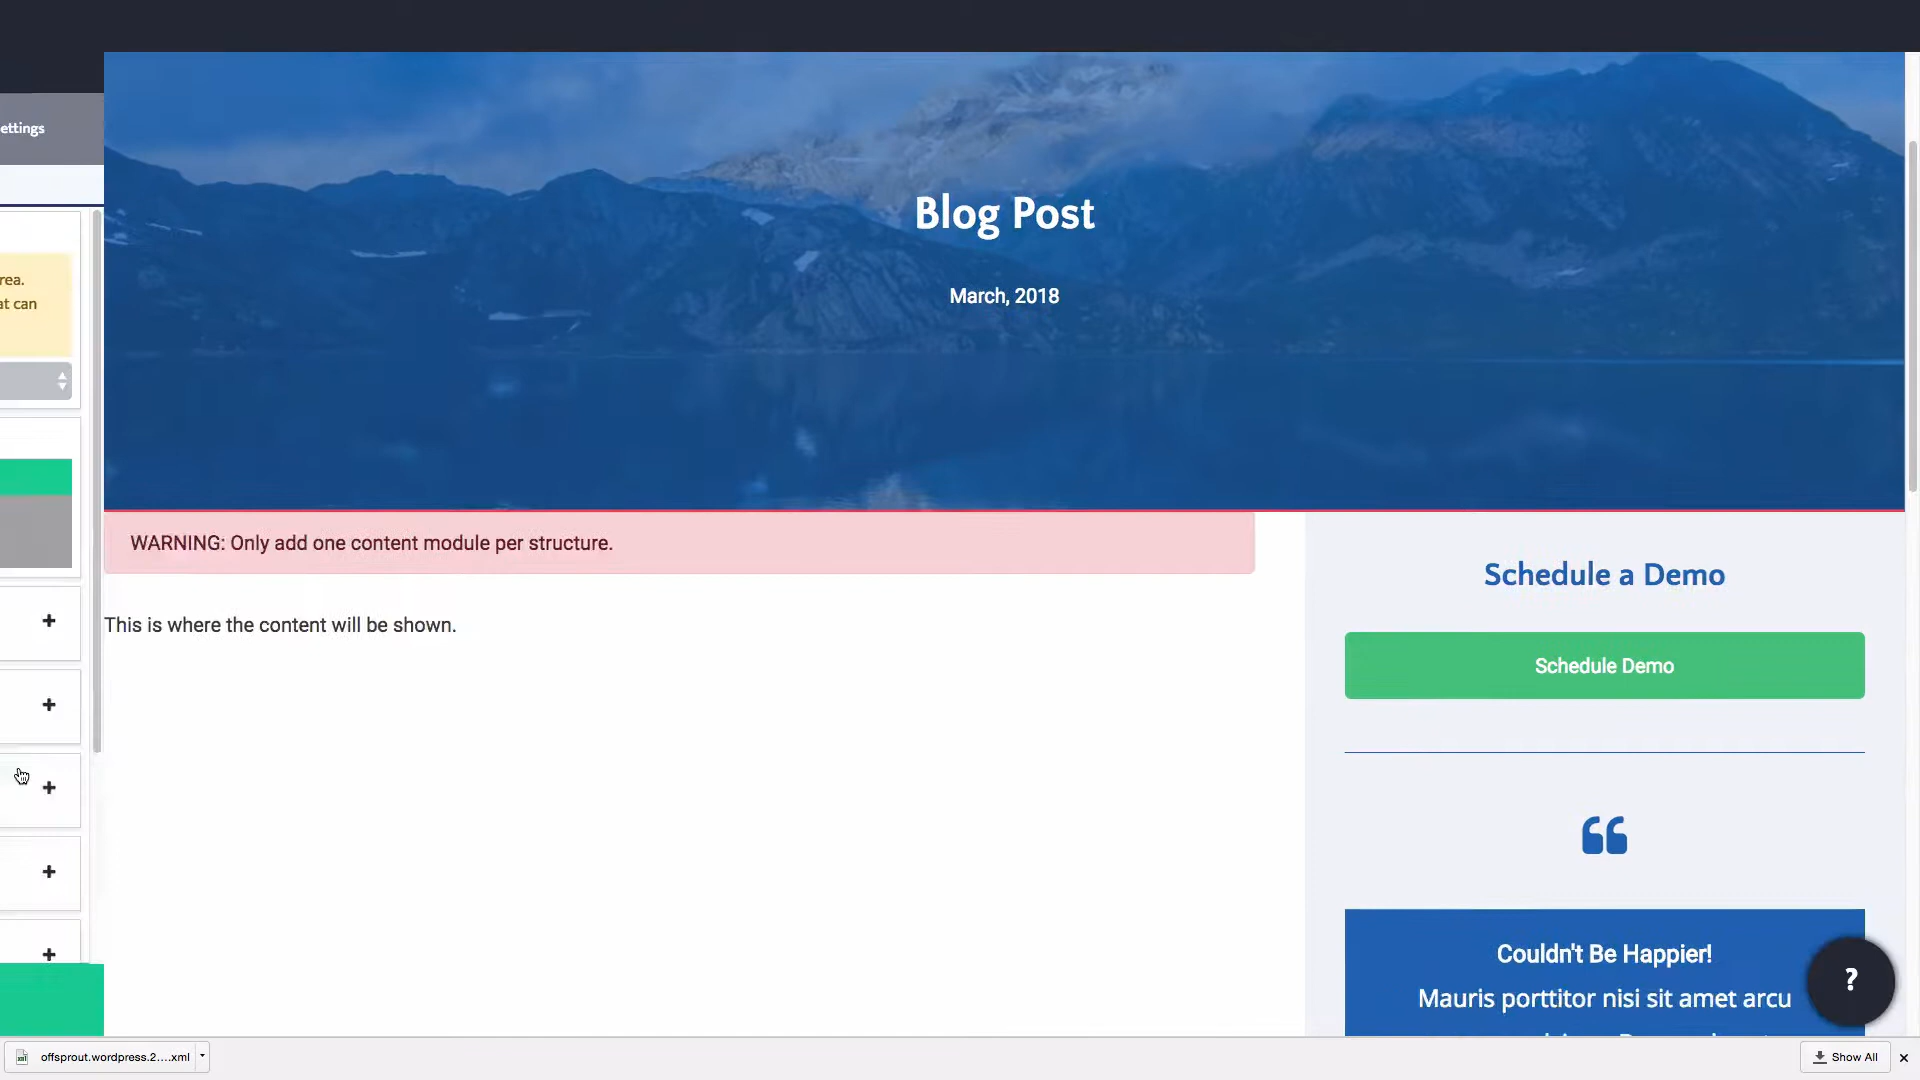 ettings
rea.
at can
Blog Post
March, 2018
WARNING: Only add one content module per structure.
This is where the content will be shown.
Schedule a Demo
Schedule Demo
Couldn't Be Happier!
Mauris porttitor nisi sit amet arcu
?
offsprout.wordpress.2....xml
Show All